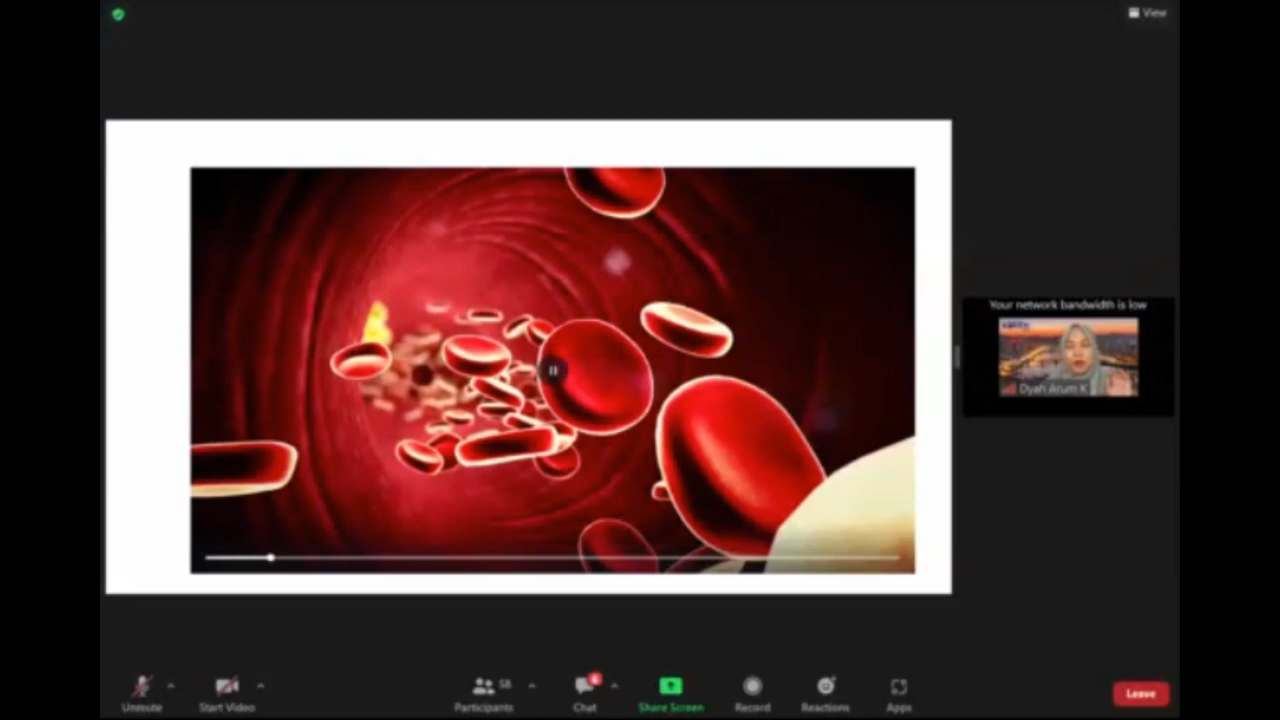 View
Your network bandwidth is low
Dyah Arum K
Unmute
Start Video
Participants
58
Chat
Share Screen
Record
Reactions
Apps
Leave